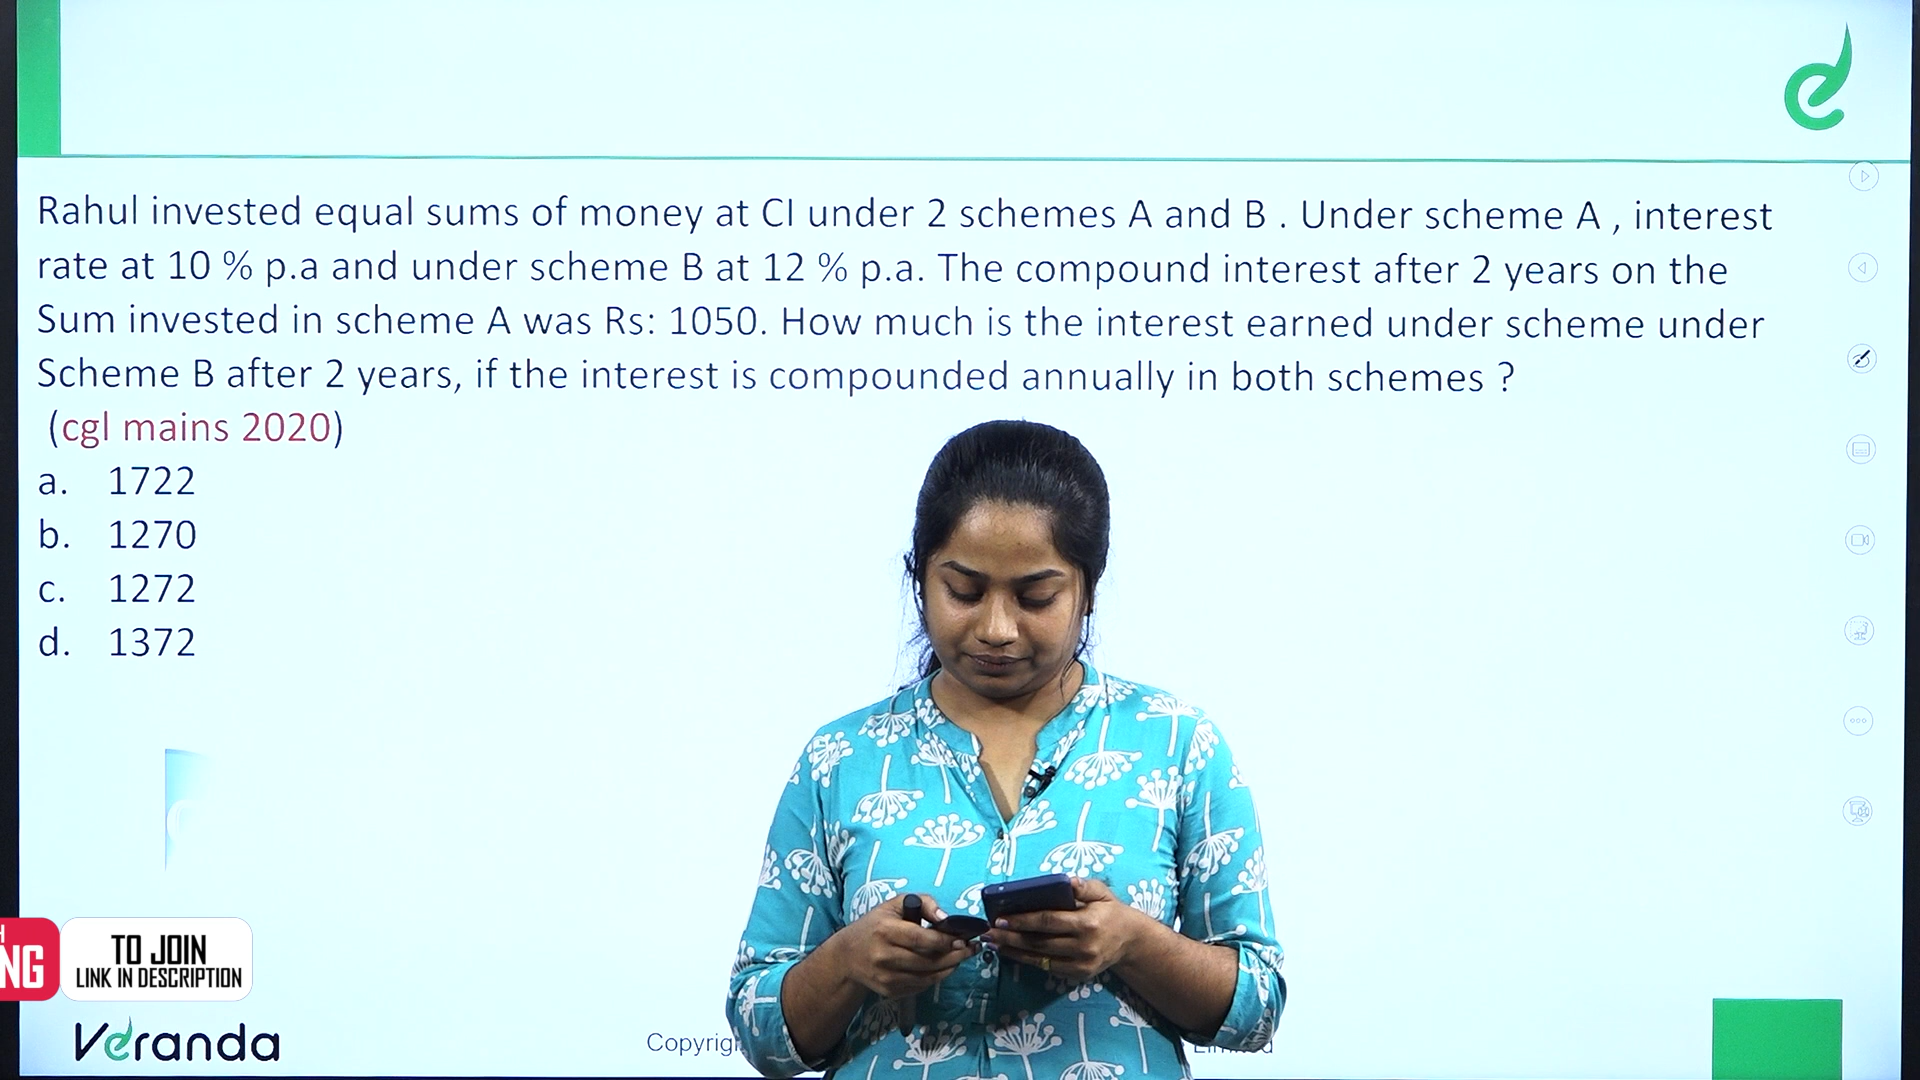 Rahul invested equal sums of money at CI under 2 schemes A and B . Under scheme A , interest
rate at 10 % p.a and under scheme B at 12 % p.a. The compound interest after 2 years on the
Sum invested in scheme A was Rs: 1050. How much is the interest earned under scheme under
Scheme B after 2 years, if the interest is compounded annually in both schemes ?
(cgl mains 2020)
a. 1722
b. 1270
c. 1272
d. 1372
TO JOIN
LINK IN DESCRIPTION
Veranda